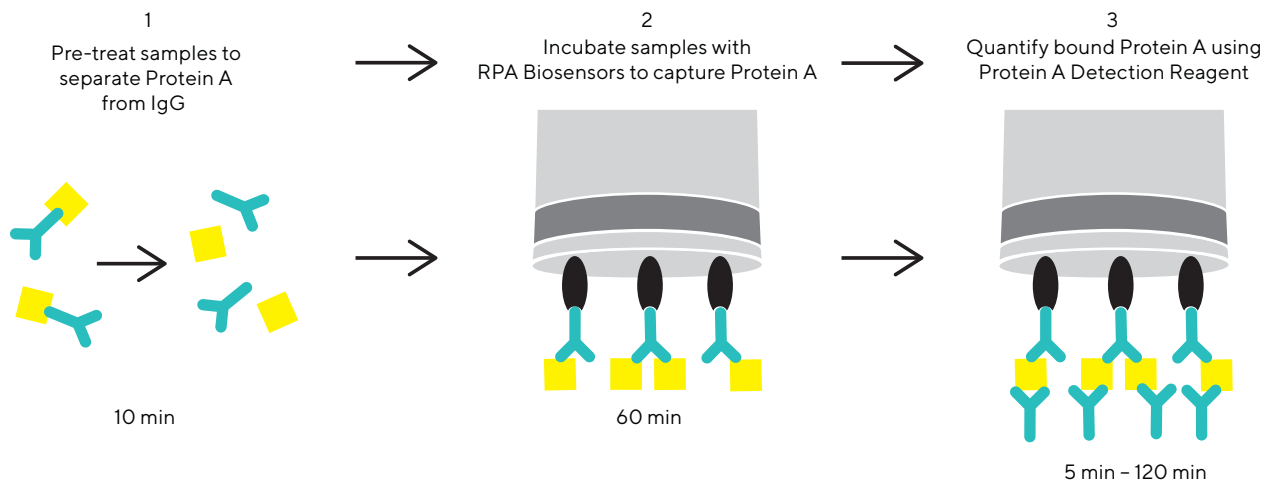 1
Pre-treat samples to
separate Protein A
from IgG
10 min
2
Incubate samples with
RPA Biosensors to capture Protein A
60 min
3
Quantify bound Protein A using
Protein A Detection Reagent
5 min – 120 min